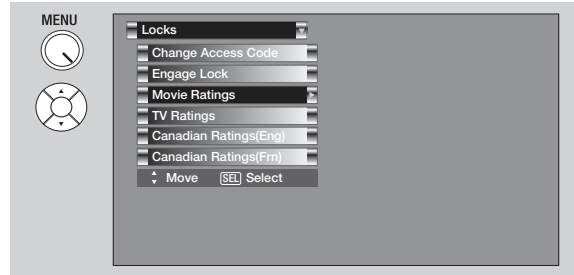 MENU
Locks
Change Access Code
Engage Lock
Movie Ratings
TV Ratings
Canadian Ratings(Eng)
Canadian Ratings(Frn)
Move SEL Select